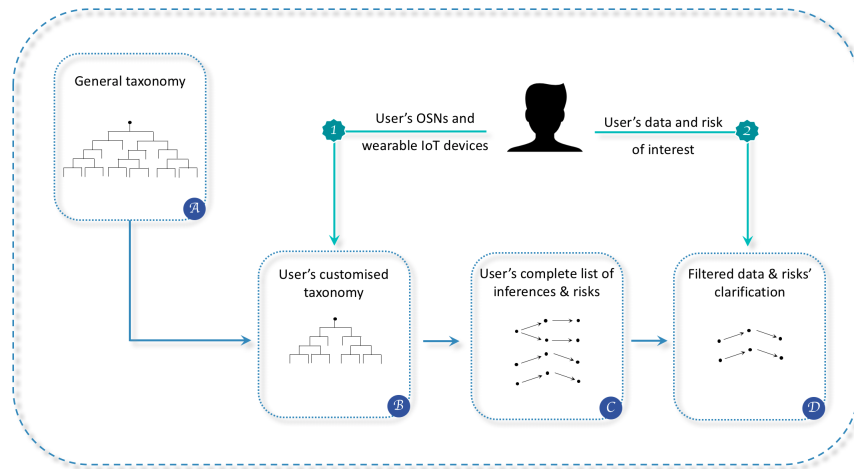 General taxonomy
A
User's OSNs and
wearable IoT devices
1
User's data and risk
of interest
2
User's customised
taxonomy
B
User's complete list of
inferences & risks
C
Filtered data & risks'
clarification
D